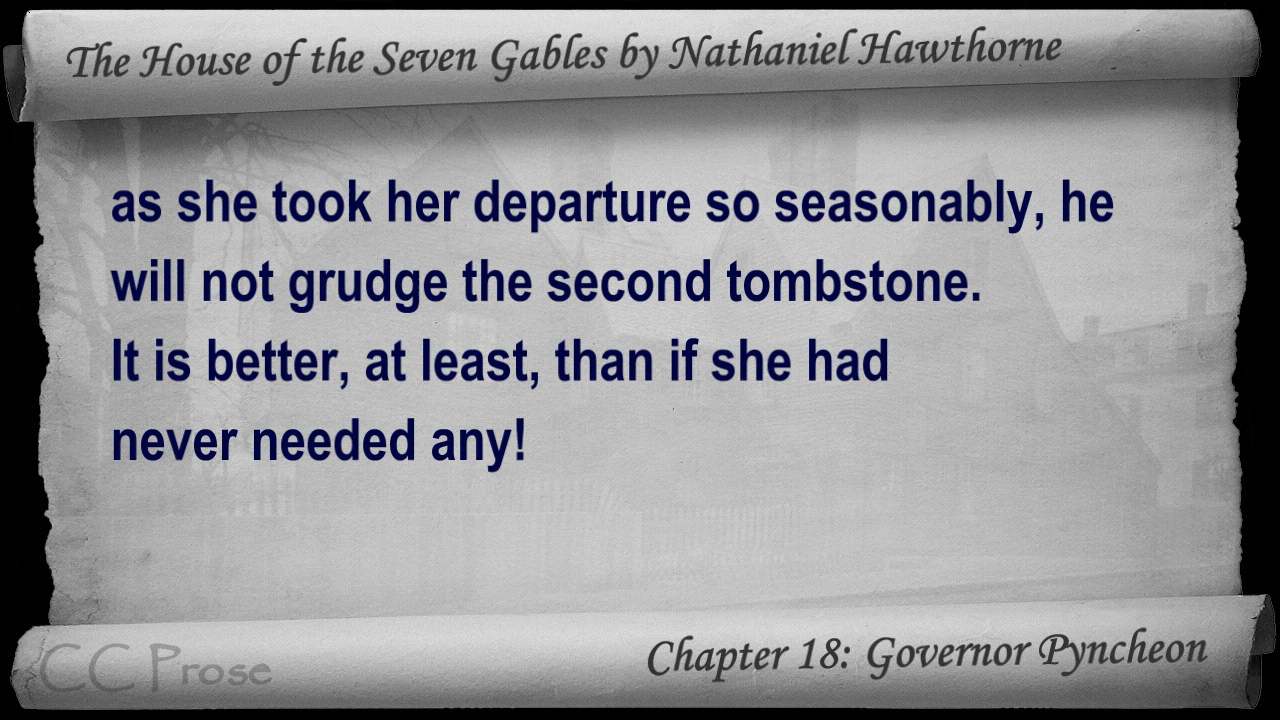 The House of the Seven Gables by Nathaniel Hawthorne
as she took her departure so seasonably, he
will not grudge the second tombstone.
It is better, at least, than if she had
never needed any!
Chapter 18: Governor Pyncheon
CC Prose